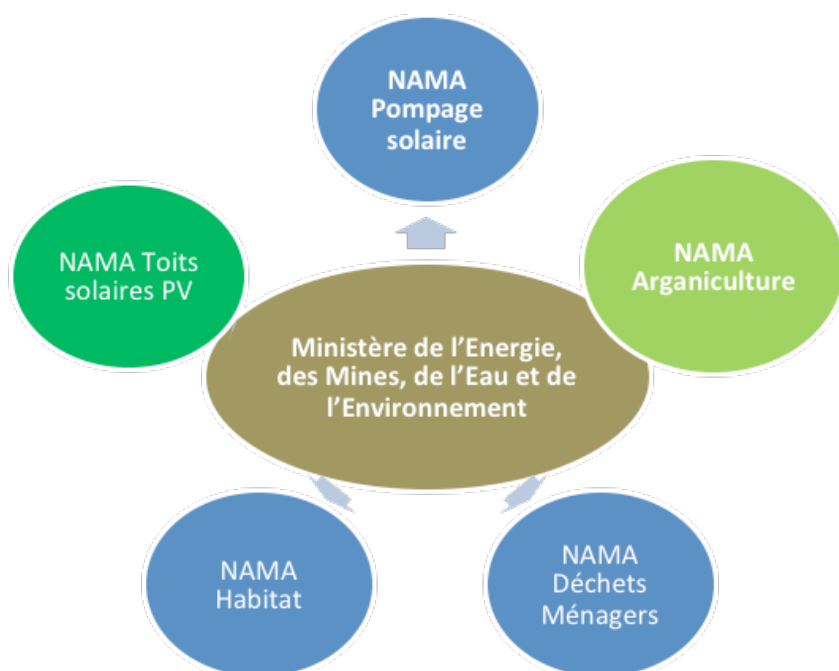 NAMA
Pompage
solaire
NAMA Toits
solaires PV
NAMA
Arganiculture
Ministère de l’Energie,
des Mines, de l’Eau et de
l’Environnement
NAMA
Habitat
NAMA
Déchets
Ménagers